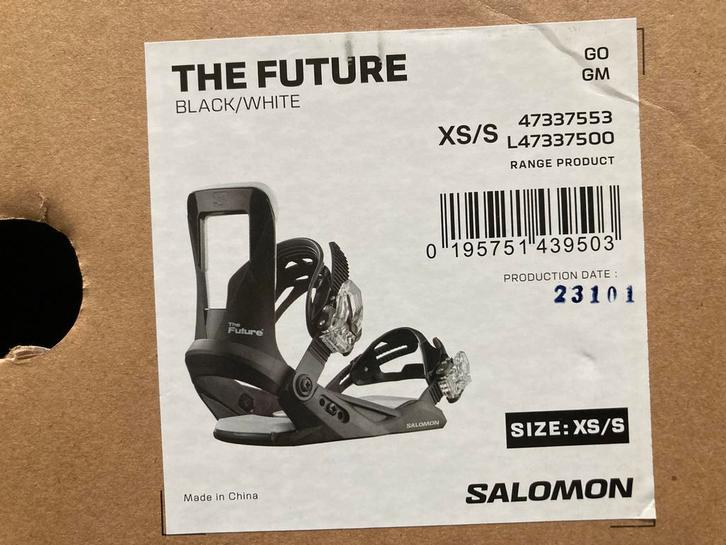 THE FUTURE
BLACK/WHITE
GO
GM
XS/S
47337553
L47337500
RANGE PRODUCT
0 195751 439503
PRODUCTION DATE :
23101
The
Future
SALOMON
SIZE: XS/S
Made in China
SALOMON